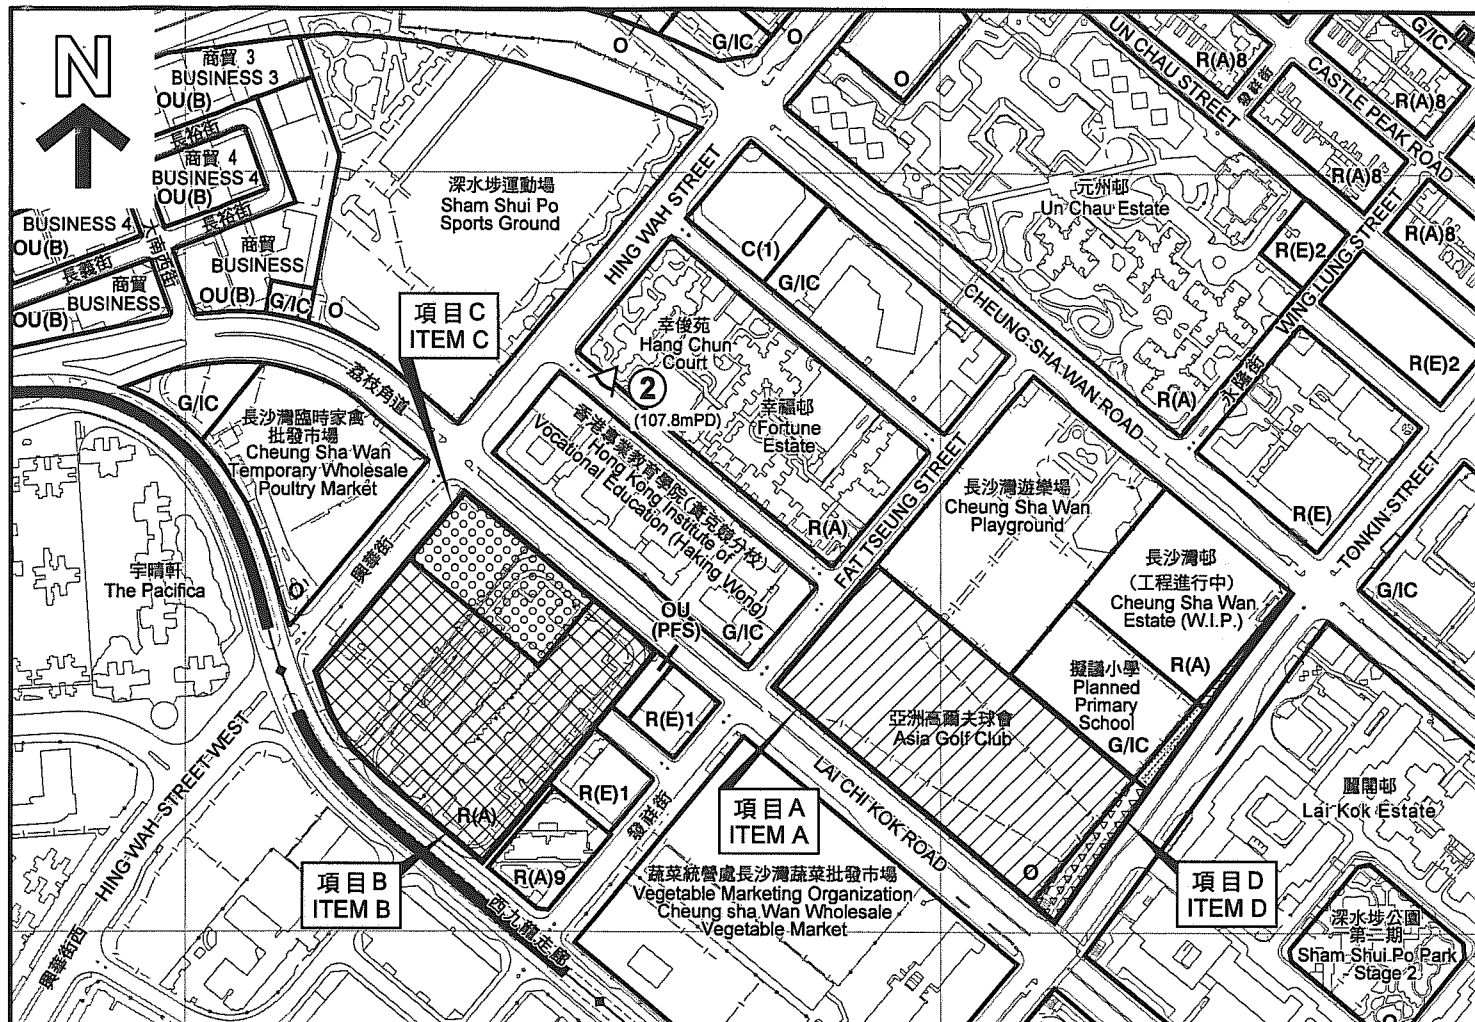 N
商貿 3
BUSINESS 3
OU(B)
長裕街
商貿 4
BUSINESS 4
OU(B)
長裕街
BUSINESS 4
OU(B)
大南西街
長義街
商貿
BUSINESS
OU(B)
商貿
BUSINESS
OU(B)
G/IC
O
深水埗運動場
Sham Shui Po
Sports Ground
O
G/IC
O
O
HING WAH STREET
UN CHAU STREET
R(A)8
發祥街
G/IC
CASTLE PEAK ROAD
R(A)8
R(A)8
R(A)8
元州邨
Un Chau Estate
R(E)2
WING LUNG STREET
永隆街
R(E)2
R(A)
C(1)
G/IC
CHEUNG SHA WAN ROAD
項目C
ITEM C
幸俊苑
Hang Chun
Court
2
(107.8mPD)
幸福邨
Fortune
Estate
R(A)
荔枝角道
G/IC
長沙灣臨時家禽
批發市場
Cheung Sha Wan
Temporary Wholesale
Poultry Market
香港專業教育學院(黃克競分校)
Hong Kong Institute of
Vocational Education (Haking Wong)
G/IC
FAT TSEUNG STREET
長沙灣遊樂場
Cheung Sha Wan
Playground
R(E)
TONKIN STREET
G/IC
長沙灣邨
(工程進行中)
Cheung Sha Wan
Estate (W.I.P.)
R(A)
宇晴軒
The Pacifica
O
興華街
OU
(PFS)
擬議小學
Planned
Primary
School
G/IC
R(E)1
亞洲高爾夫球會
Asia Golf Club
HING WAH STREET WEST
興華街西
R(A)
R(E)1
發祥街
項目A
ITEM A
LAI CHI KOK ROAD
麗閣邨
Lai Kok Estate
R(A)9
項目B
ITEM B
西九龍走廊
蔬菜統營處長沙灣蔬菜批發市場
Vegetable Marketing Organization
Cheung sha Wan Wholesale
Vegetable Market
O
項目D
ITEM D
深水埗公園
第二期
Sham Shui Po Park
Stage 2
O